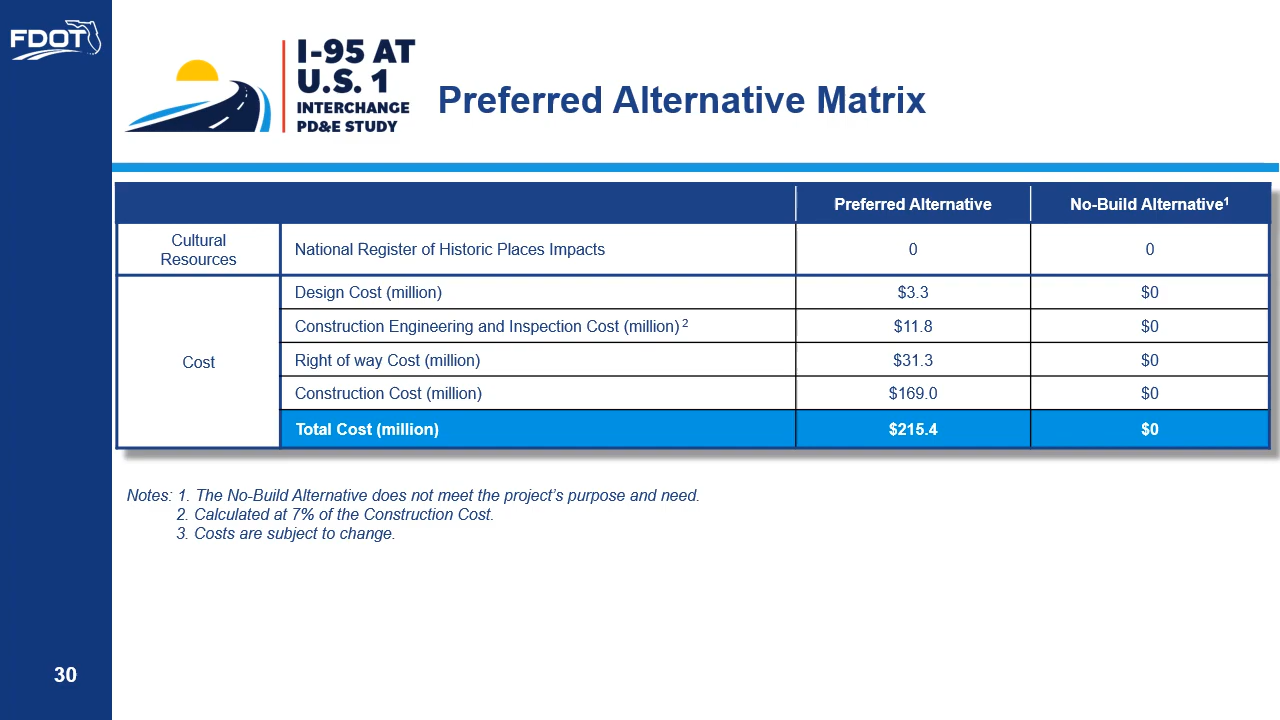 FDOT
I-95 AT
U.S. 1
INTERCHANGE
PD&E STUDY
Preferred Alternative Matrix
Preferred Alternative No-Build Alternative¹
Cultural
Resources
National Register of Historic Places Impacts 0 0
Cost
Design Cost (million) $3.3 $0
Construction Engineering and Inspection Cost (million) ² $11.8 $0
Right of way Cost (million) $31.3 $0
Construction Cost (million) $169.0 $0
Total Cost (million) $215.4 $0
Notes: 1. The No-Build Alternative does not meet the project’s purpose and need.
2. Calculated at 7% of the Construction Cost.
3. Costs are subject to change.
30